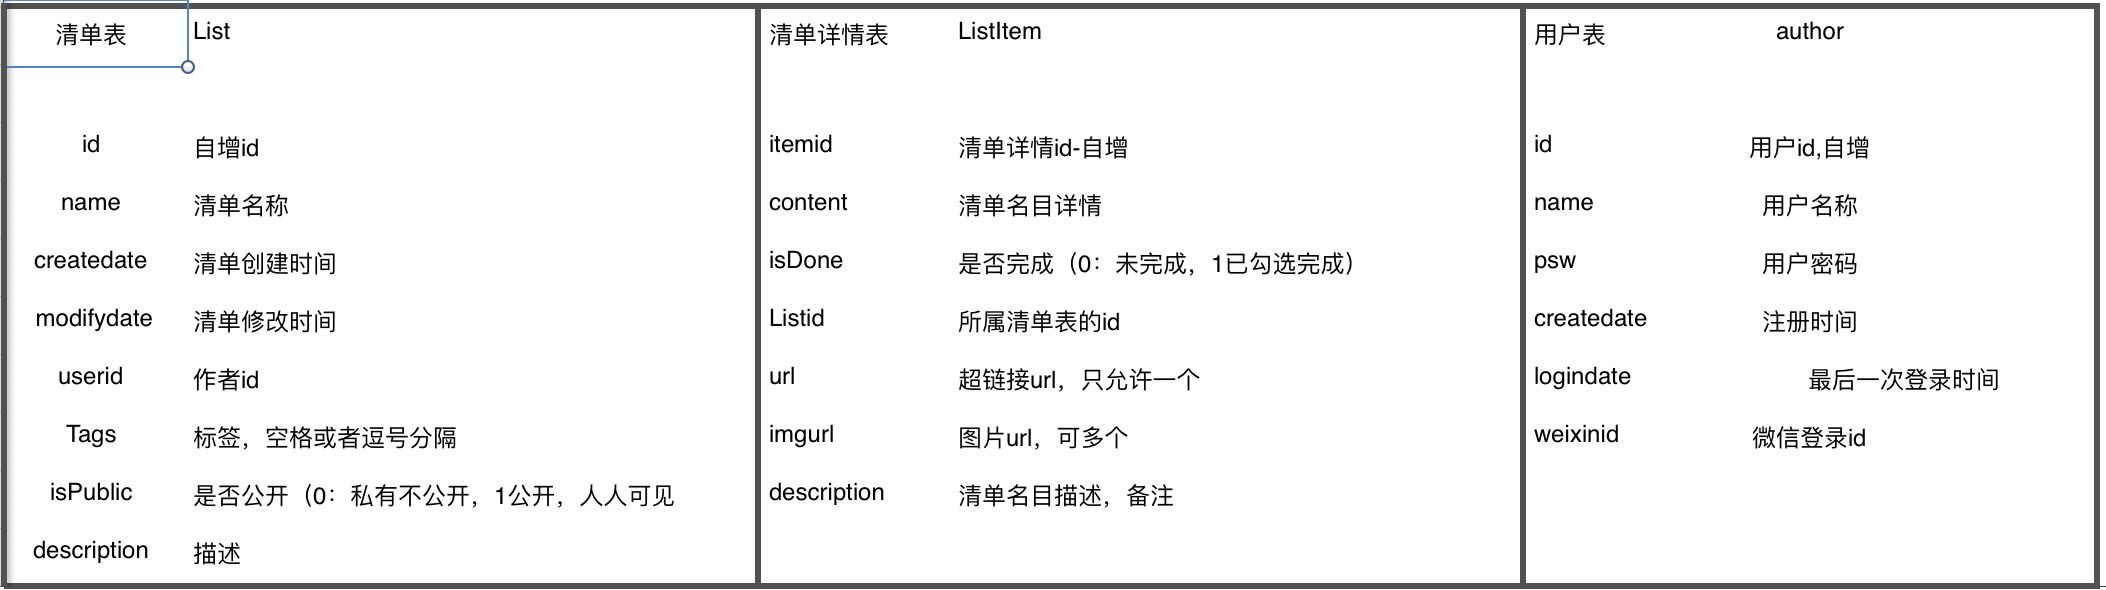 清单表 List
id 自增id
name 清单名称
createdate 清单创建时间
modifydate 清单修改时间
userid 作者id
Tags 标签，空格或者逗号分隔
isPublic 是否公开（0：私有不公开，1公开，人人可见
description 描述
清单详情表 ListItem
itemid 清单详情id-自增
content 清单名目详情
isDone 是否完成（0：未完成，1已勾选完成）
Listid 所属清单表的id
url 超链接url，只允许一个
imgurl 图片url，可多个
description 清单名目描述，备注
用户表 author
id 用户id,自增
name 用户名称
psw 用户密码
createdate 注册时间
logindate 最后一次登录时间
weixinid 微信登录id